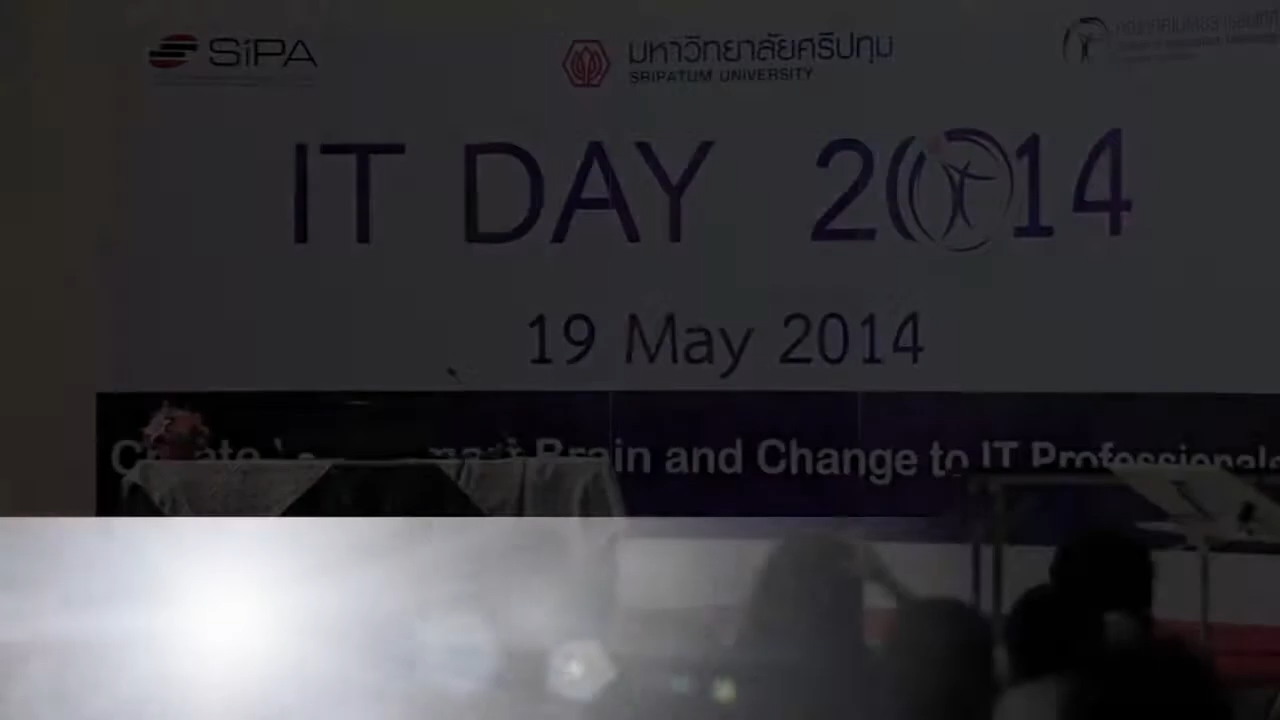 SiPA
มหาวิทยาลัยศรีปทุม
SRIPATUM UNIVERSITY
IT DAY 2014
19 May 2014
Brain and Change to IT Professionals